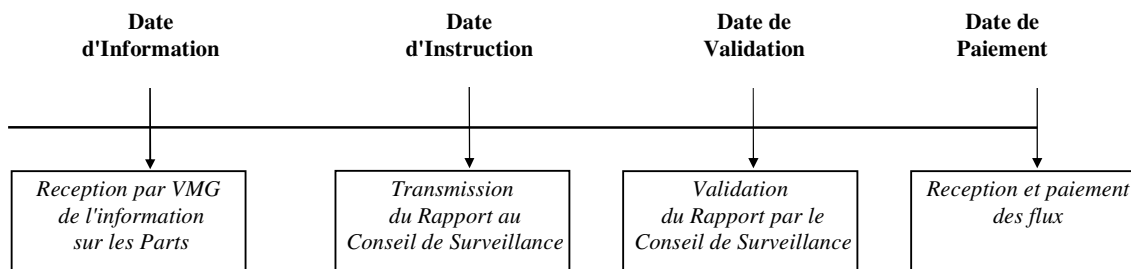 Date
d'Information
Date
d'Instruction
Date de
Validation
Date de
Paiement
Reception par VMG
de l'information
sur les Parts
Transmission
du Rapport au
Conseil de Surveillance
Validation
du Rapport par le
Conseil de Surveillance
Reception et paiement
des flux